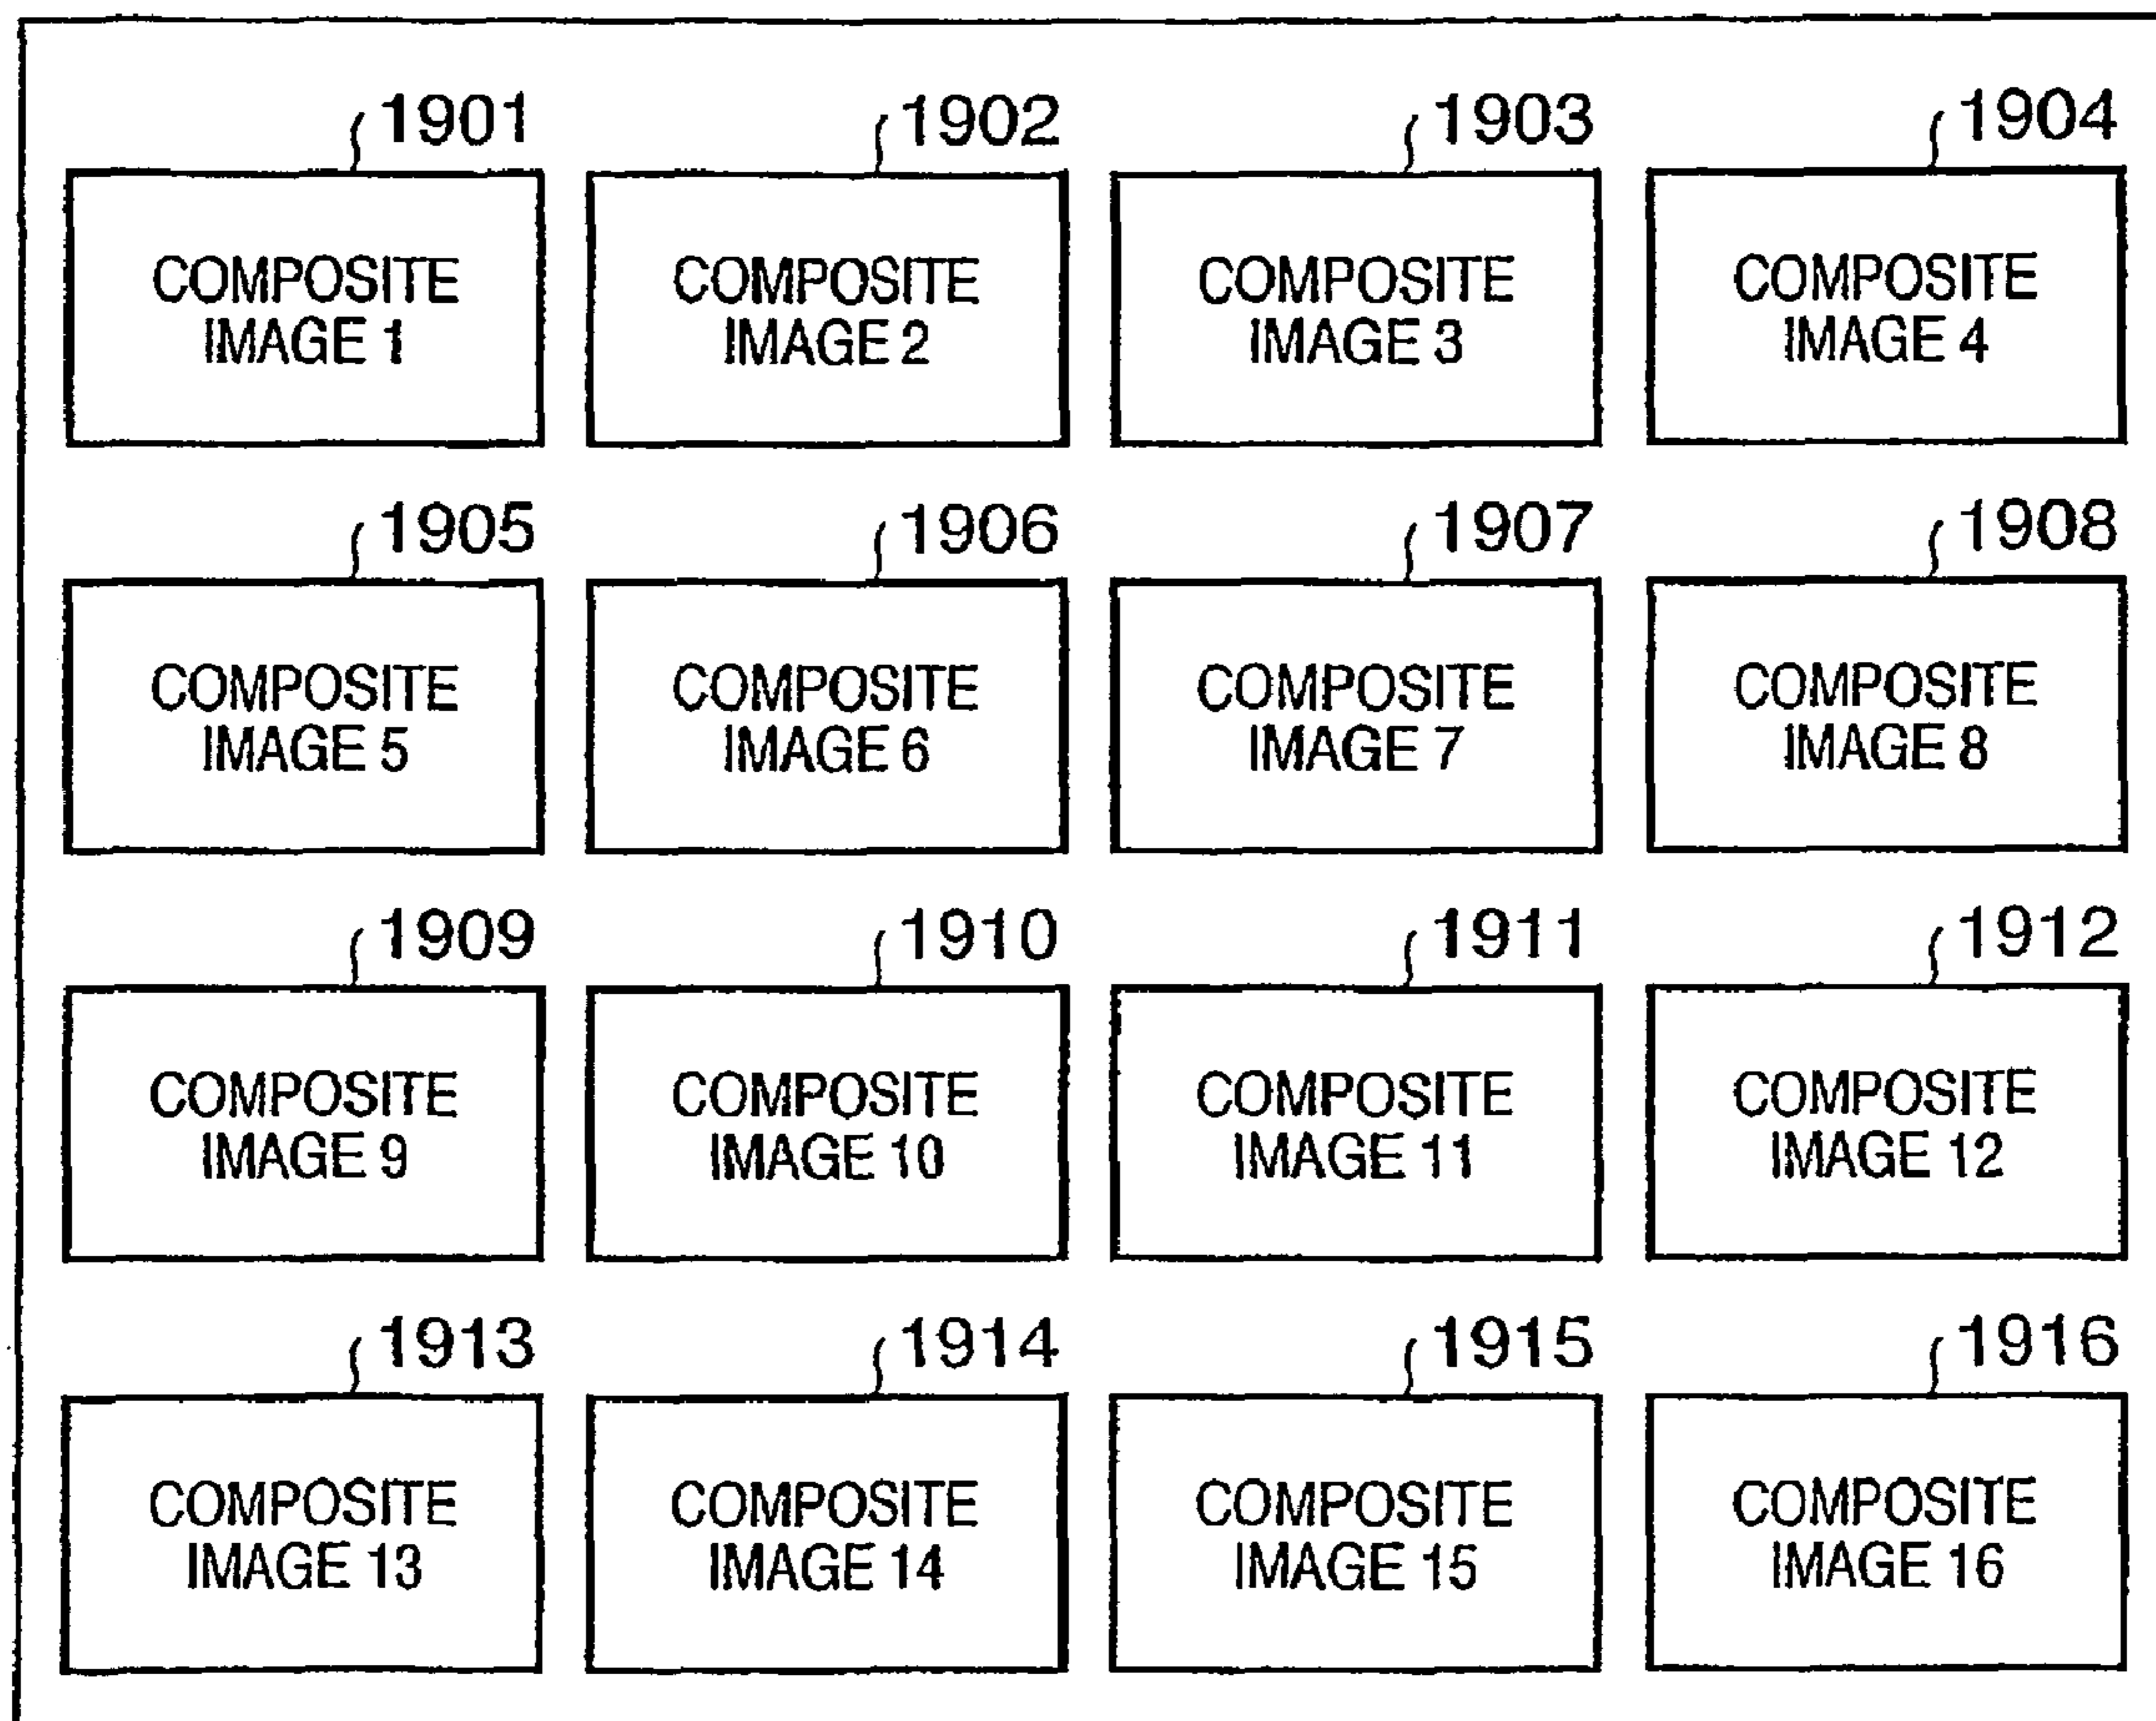 1901 1902 1903 1904
COMPOSITE COMPOSITE COMPOSITE COMPOSITE
IMAGE 1 IMAGE 2 IMAGE 3 IMAGE 4
1905 1906 1907 1908
COMPOSITE COMPOSITE COMPOSITE COMPOSITE
IMAGE 5 IMAGE 6 IMAGE 7 IMAGE 8
1909 1910 1911 1912
COMPOSITE COMPOSITE COMPOSITE COMPOSITE
IMAGE 9 IMAGE 10 IMAGE 11 IMAGE 12
1913 1914 1915 1916
COMPOSITE COMPOSITE COMPOSITE COMPOSITE
IMAGE 13 IMAGE 14 IMAGE 15 IMAGE 16